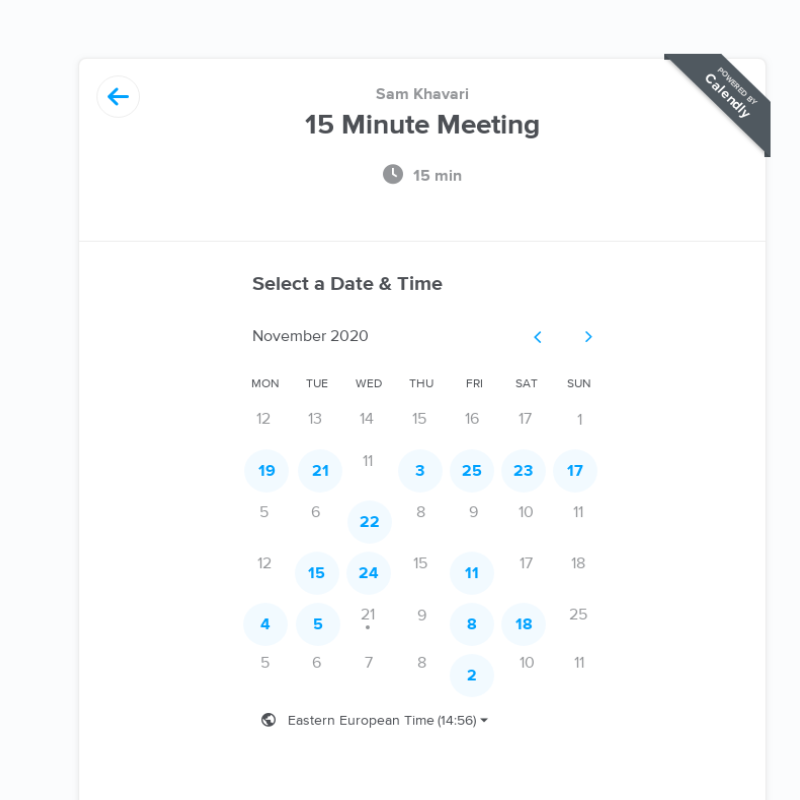 POWERED BY
Calendly
Sam Khavari
15 Minute Meeting
15 min
Select a Date & Time
November 2020
MON TUE WED THU FRI SAT SUN
12 13 14 15 16 17 1
19 21 11 3 25 23 17
5 6 22 8 9 10 11
12 15 24 15 11 17 18
4 5 21 9 8 18 25
5 6 7 8 2 10 11
Eastern European Time (14:56)